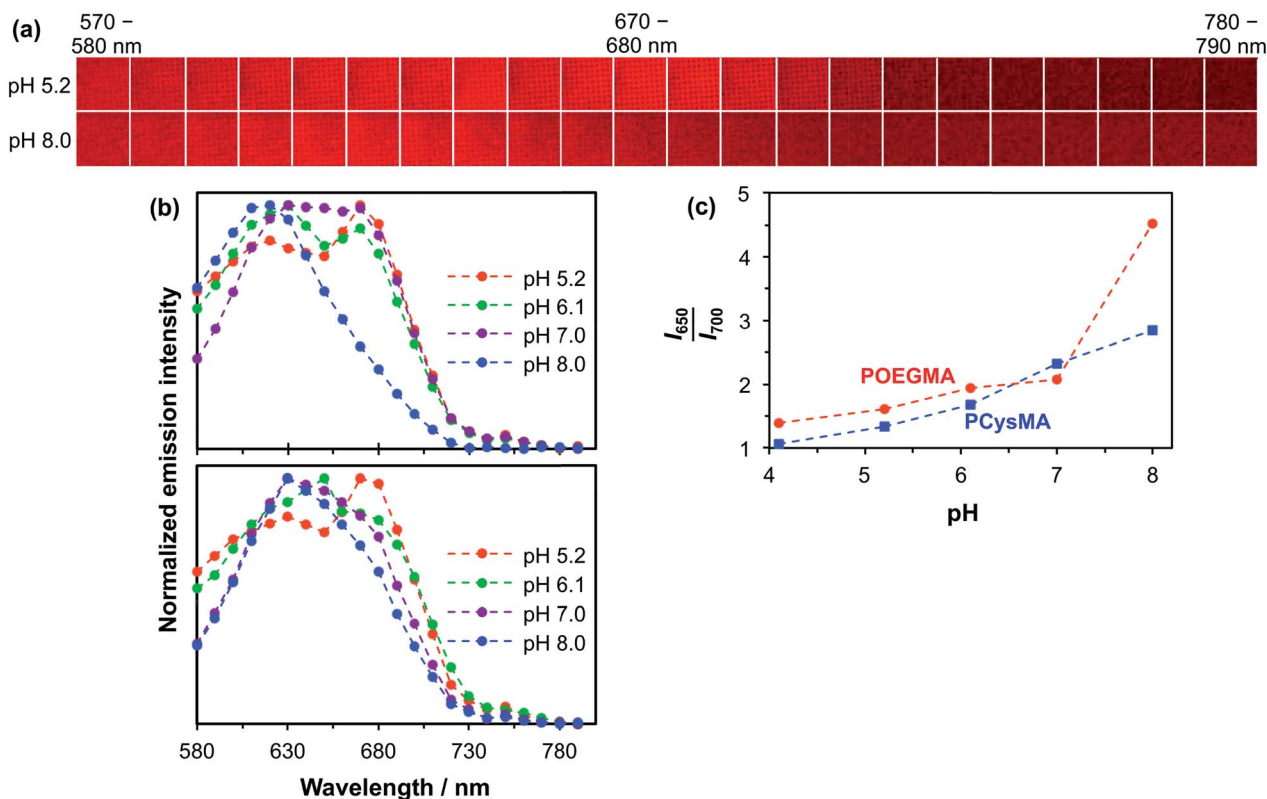 (a)
570 –
580 nm
670 –
680 nm
780 –
790 nm
pH 5.2
pH 8.0
(b)
Normalized emission intensity
pH 5.2
pH 6.1
pH 7.0
pH 8.0
pH 5.2
pH 6.1
pH 7.0
pH 8.0
580 630 680 730 780
Wavelength / nm
(c)
I650
I700
5
4
3
2
1
POEGMA
PCysMA
4 5 6 7 8
pH